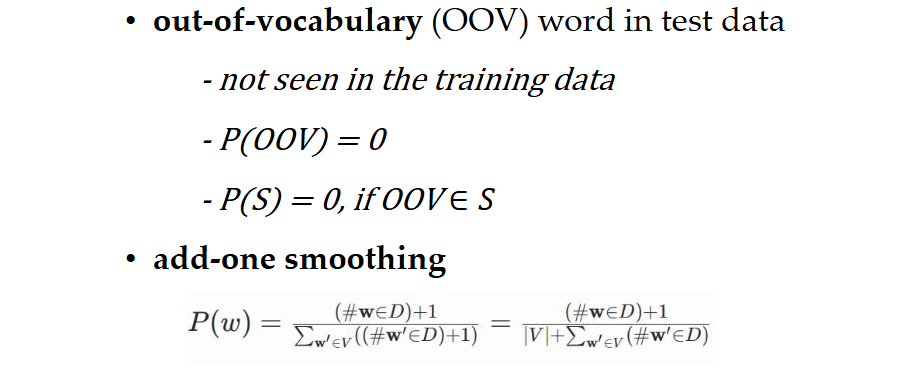 • out-of-vocabulary (OOV) word in test data
- not seen in the training data
- P(OOV) = 0
- P(S) = 0, if OOV∈ S
• add-one smoothing
P(w) = (#w∈D)+1 / ∑w′∈V((#w′∈D)+1) = (#w∈D)+1 / |V|+∑w′∈V(#w′∈D)